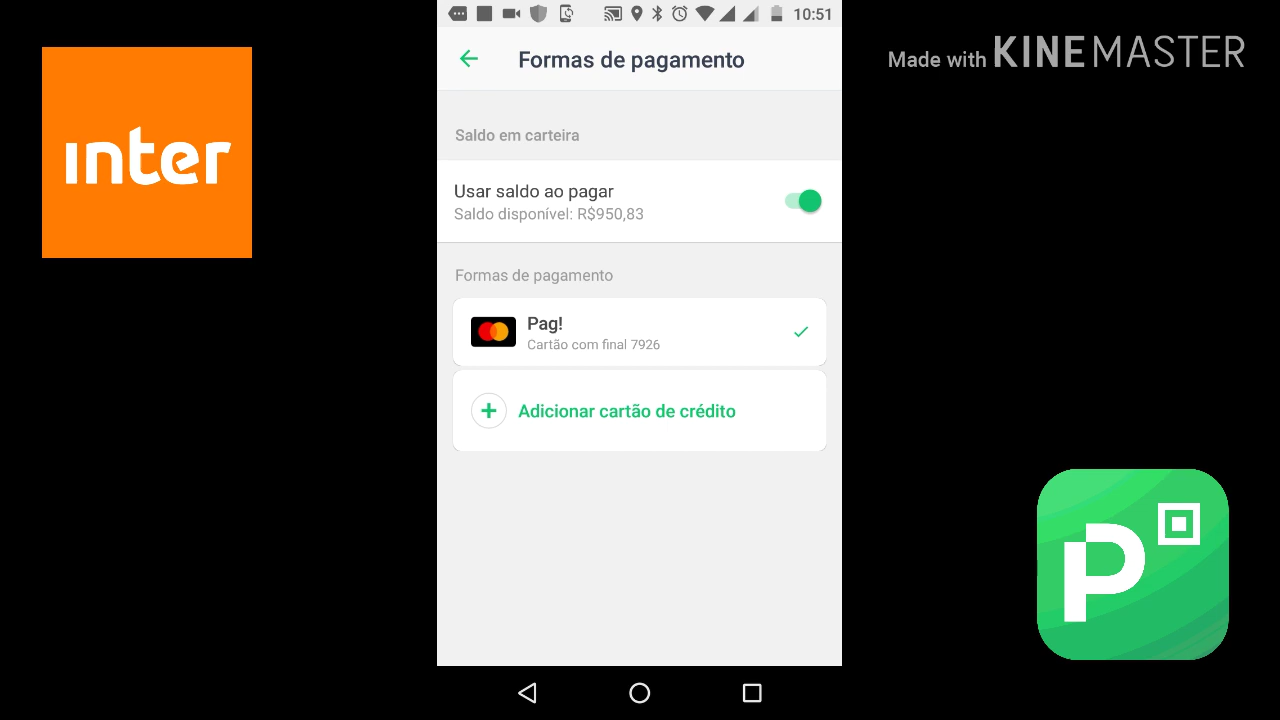 10:51
Formas de pagamento
Made with KINEMASTER
inter
Saldo em carteira
Usar saldo ao pagar
Saldo disponível: R$950,83
Formas de pagamento
Pag!
Cartão com final 7926
Adicionar cartão de crédito
P